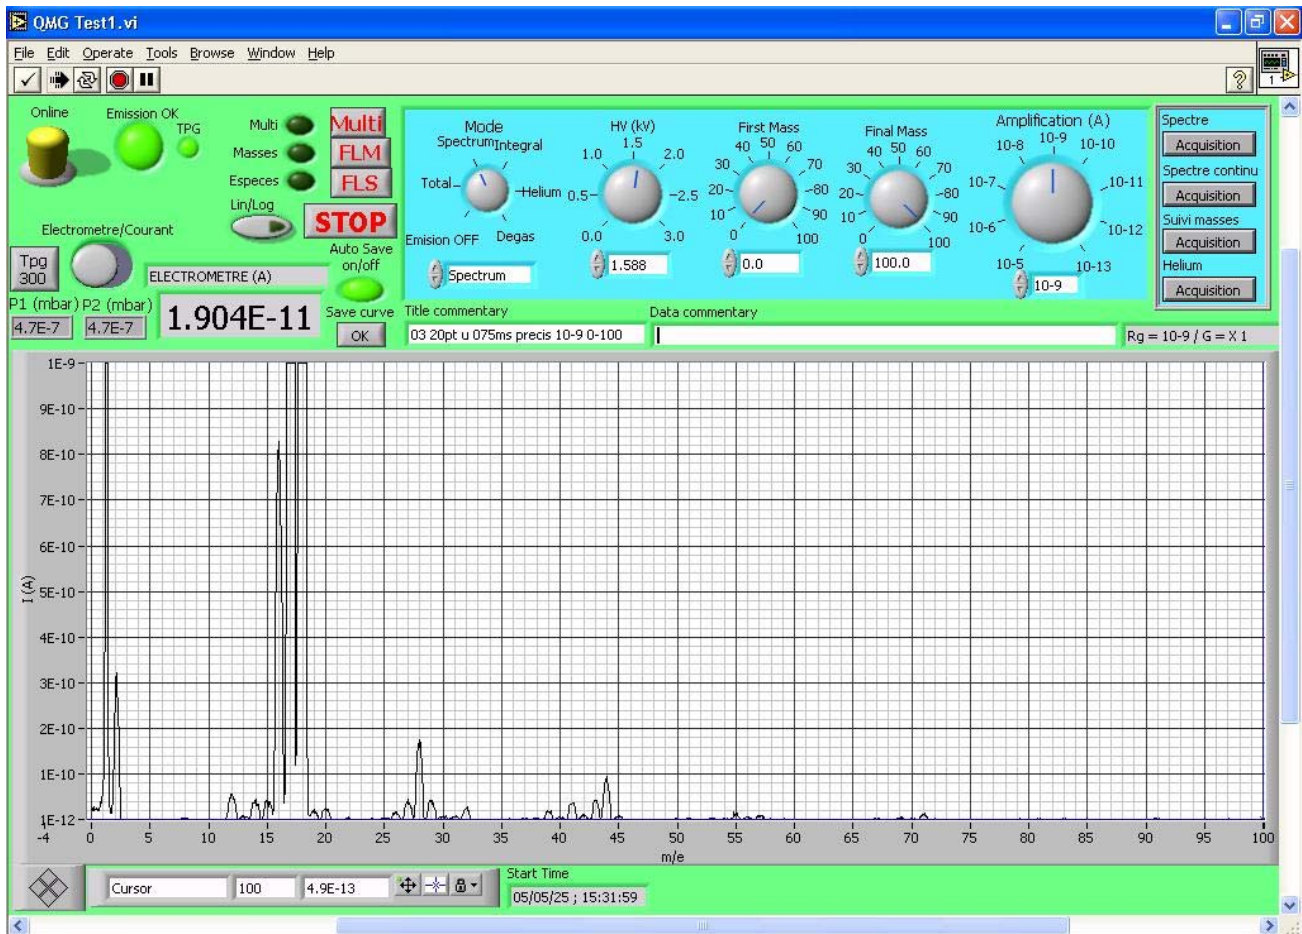 QMG Test1.vi
File Edit Operate Tools Browse Window Help
1
Online
Emission OK
TPG
Multi
Masses
Especes
Lin/Log
Multi
FLM
FLS
STOP
Electrometre/Courant
Tpg
300
ELECTROMETRE (A)
Auto Save
on/off
P1 (mbar) P2 (mbar)
4.7E-7 4.7E-7
1.904E-11
Save curve
OK
Mode
Spectrum Integral
Total Helium
Emision OFF Degas
Spectrum
HV (kV)
1.5
1.0 2.0
0.5 2.5
0.0 3.0
1.588
First Mass
40 50 60
30 70
20 80
10 90
0 100
0.0
Final Mass
40 50 60
30 70
20 80
10 90
0 100
100.0
Amplification (A)
10-9
10-8 10-10
10-7 10-11
10-6 10-12
10-5 10-13
10-9
Spectre
Acquisition
Spectre continu
Acquisition
Suivi masses
Acquisition
Helium
Acquisition
Title commentary
03 20pt u 075ms precis 10-9 0-100
Data commentary
Rg = 10-9 / G = X 1
1E-9
9E-10
8E-10
7E-10
6E-10
5E-10
4E-10
3E-10
2E-10
1E-10
1E-12
I (A)
-4 0 5 10 15 20 25 30 35 40 45 50 55 60 65 70 75 80 85 90 95 100
m/e
Cursor 100 4.9E-13
Start Time
05/05/25 ; 15:31:59